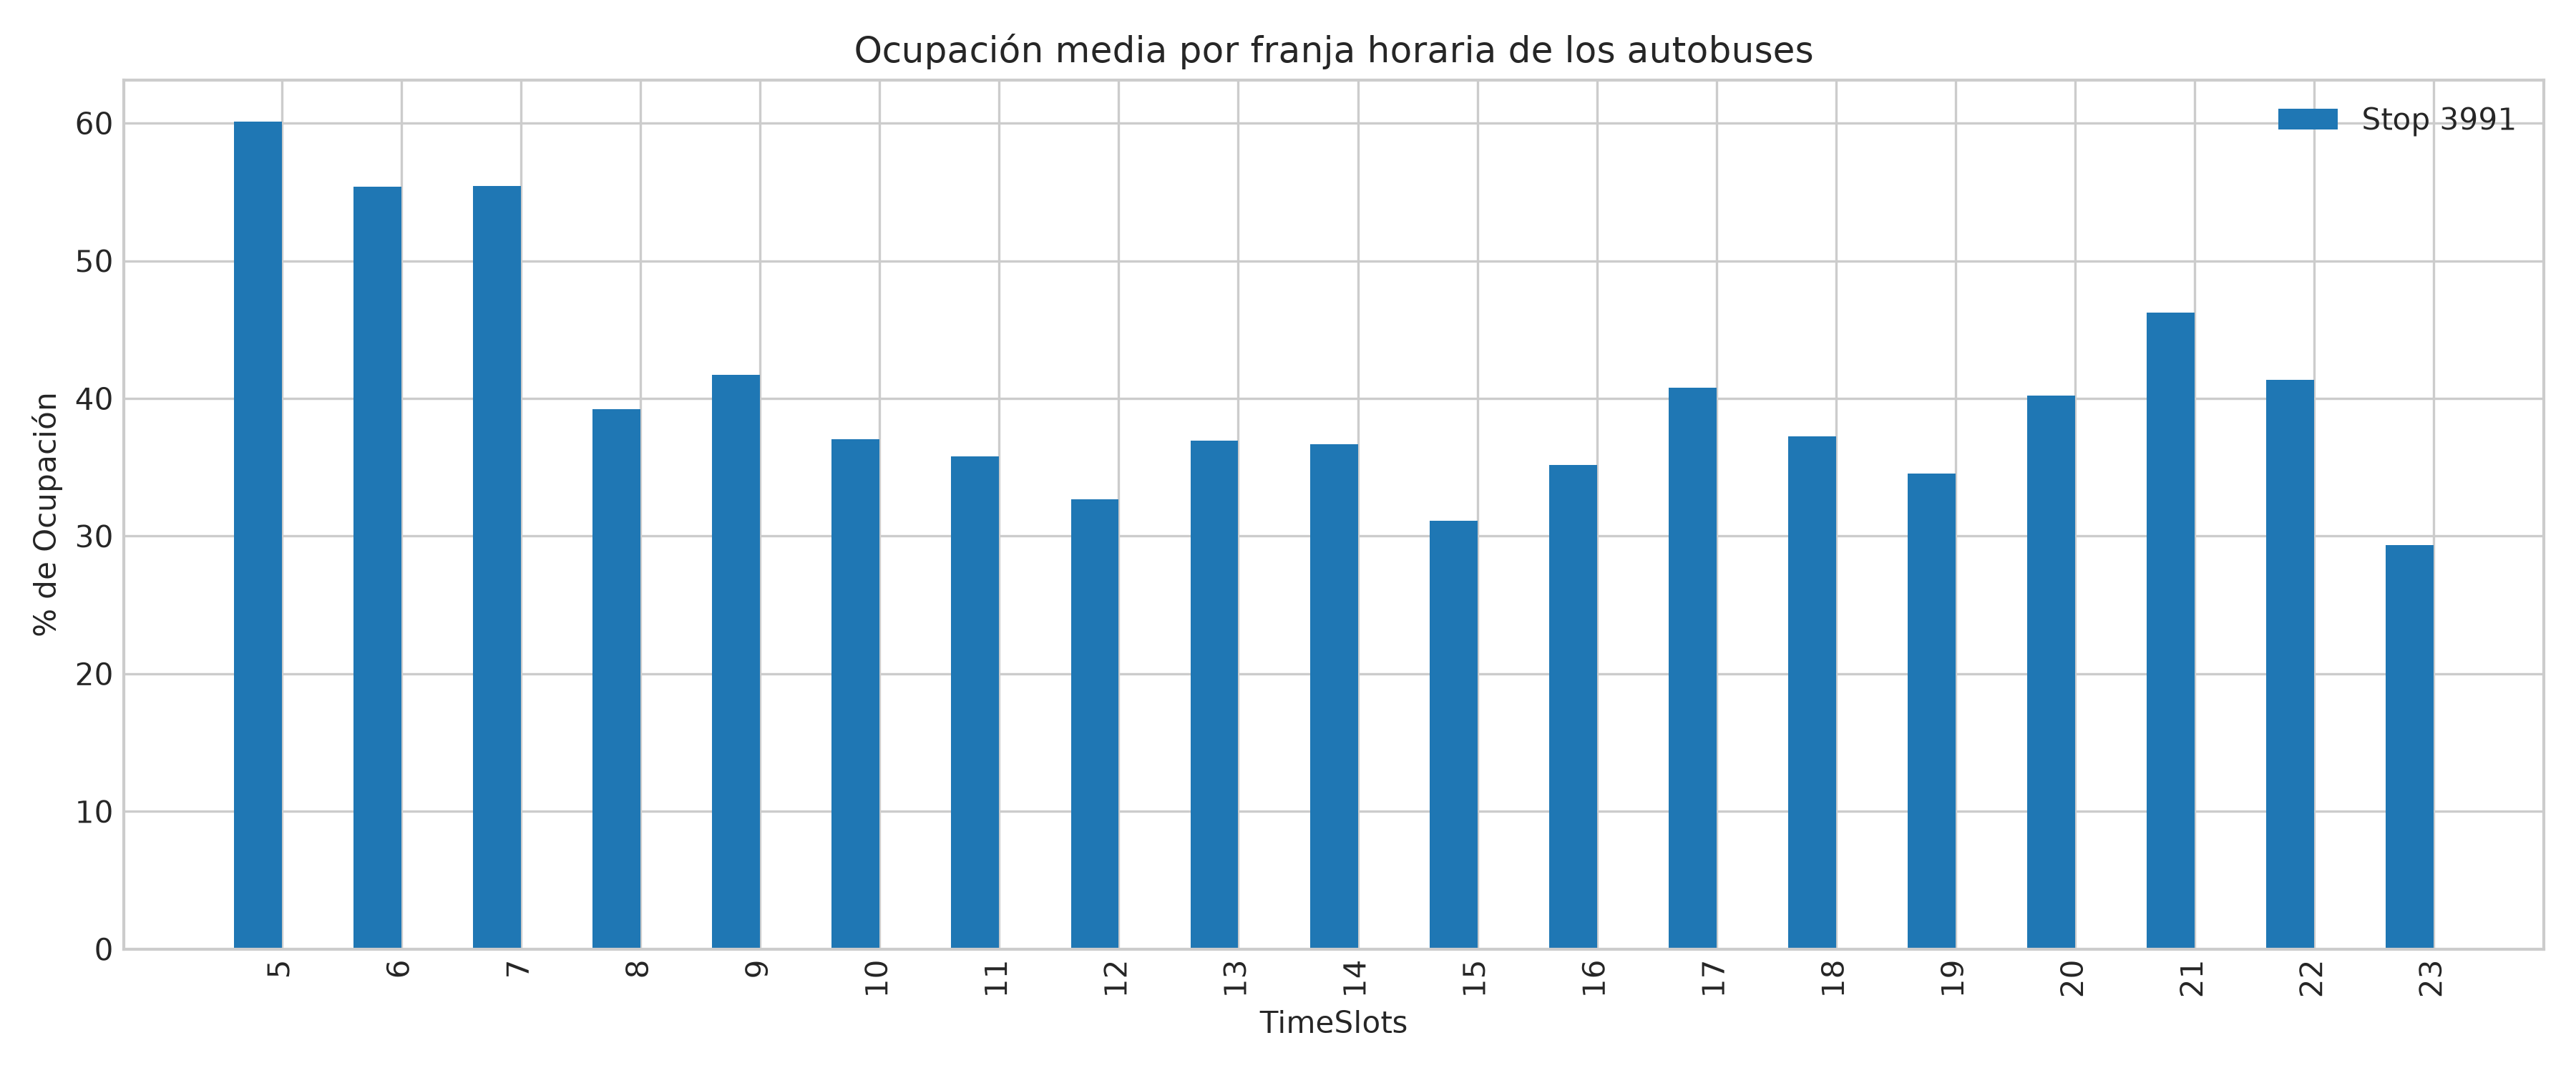 Ocupación media por franja horaria de los autobuses
Stop 3991
% de Ocupación
60
50
40
30
20
10
0
5 6 7 8 9 10 11 12 13 14 15 16 17 18 19 20 21 22 23
TimeSlots